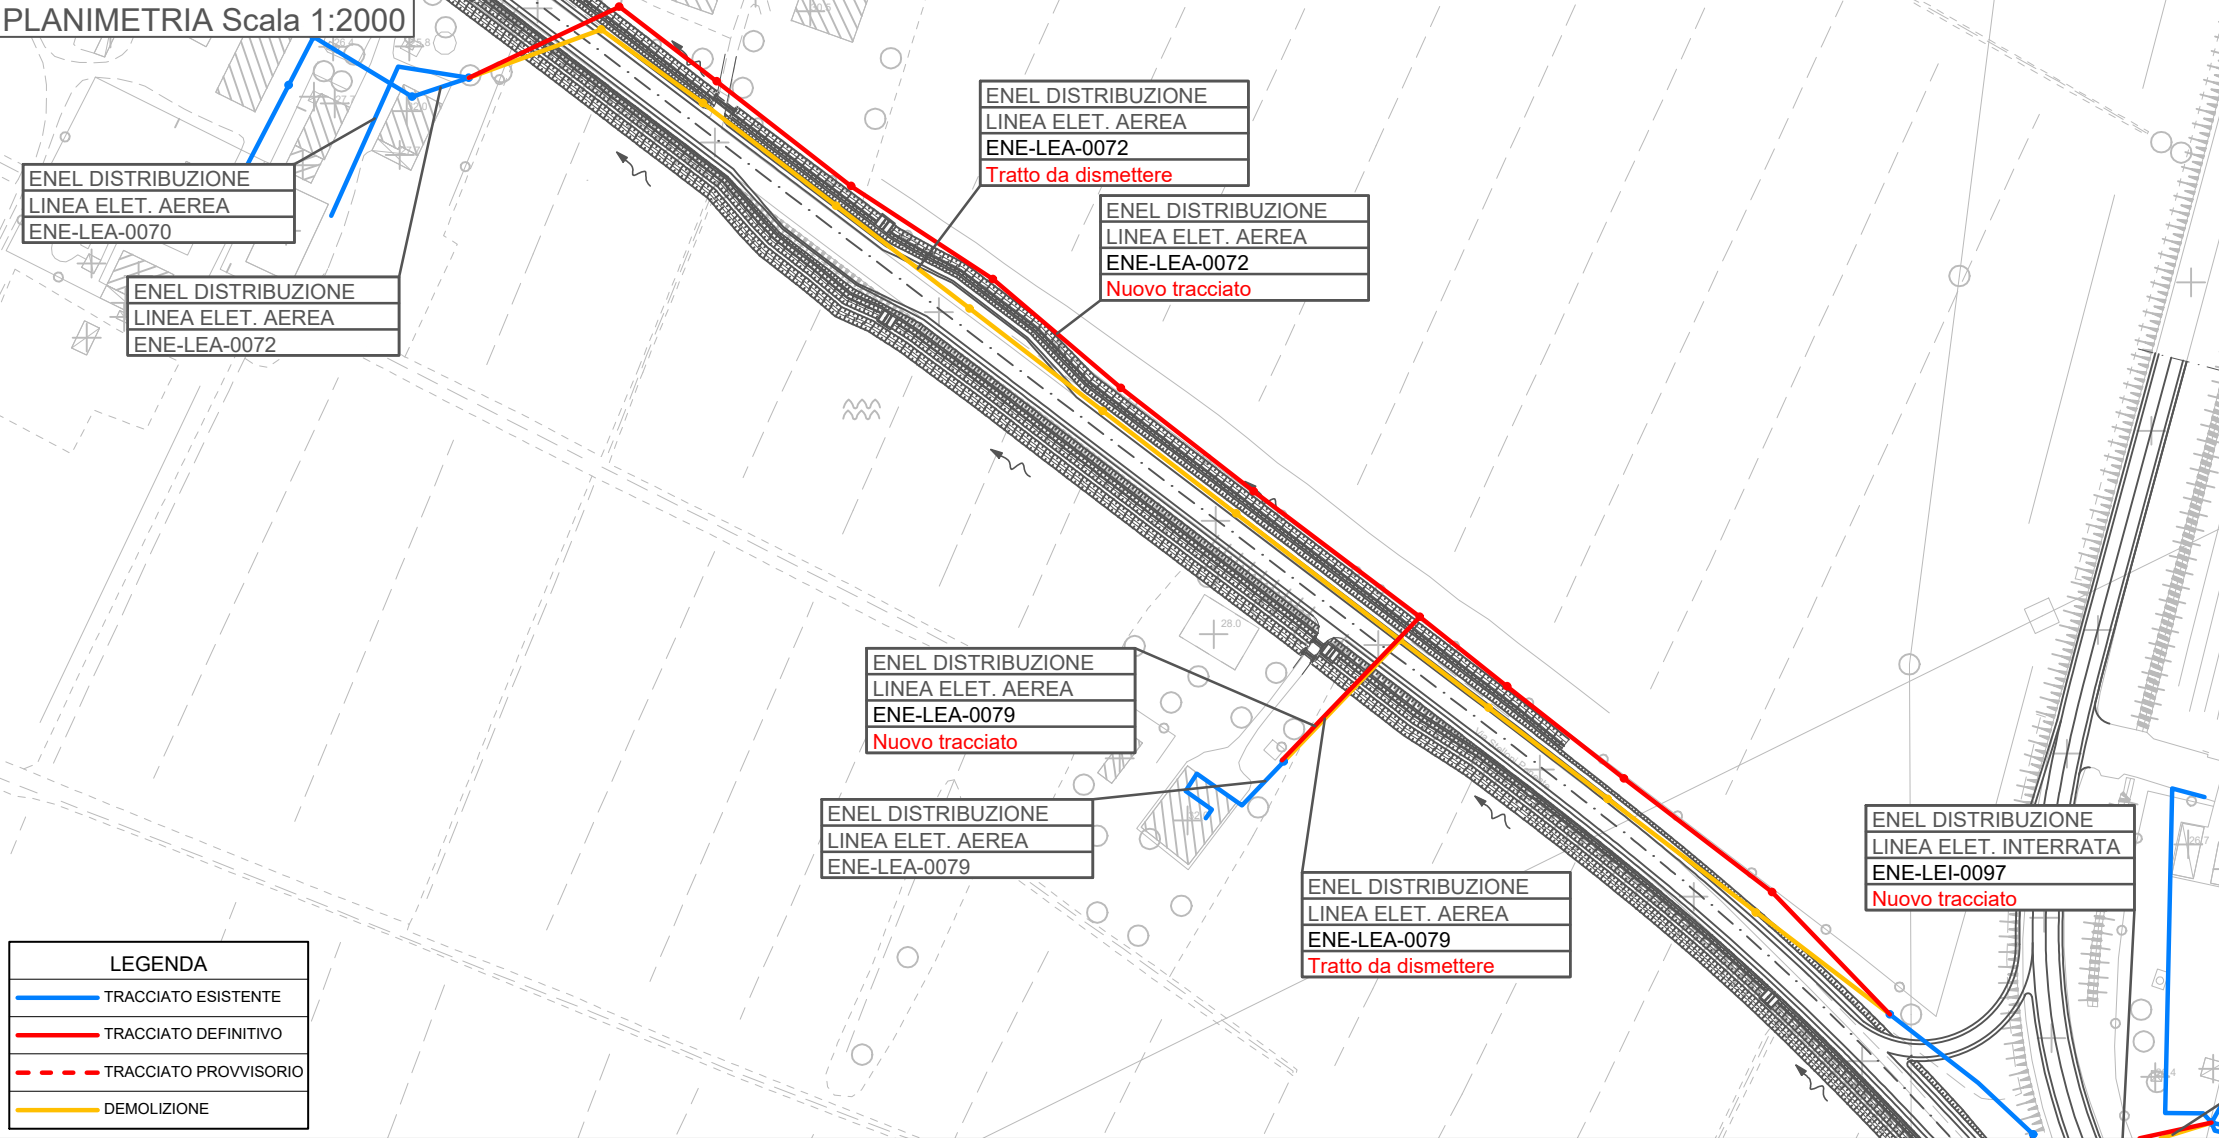 PLANIMETRIA Scala 1:2000
ENEL DISTRIBUZIONE
LINEA ELET. AEREA
ENE-LEA-0072
Tratto da dismettere
ENEL DISTRIBUZIONE
LINEA ELET. AEREA
ENE-LEA-0070
ENEL DISTRIBUZIONE
LINEA ELET. AEREA
ENE-LEA-0072
Nuovo tracciato
ENEL DISTRIBUZIONE
LINEA ELET. AEREA
ENE-LEA-0072
28.0
ENEL DISTRIBUZIONE
LINEA ELET. AEREA
ENE-LEA-0079
Nuovo tracciato
ENEL DISTRIBUZIONE
LINEA ELET. AEREA
ENE-LEA-0079
ENEL DISTRIBUZIONE
LINEA ELET. INTERRATA
ENE-LEI-0097
Nuovo tracciato
ENEL DISTRIBUZIONE
LINEA ELET. AEREA
ENE-LEA-0079
Tratto da dismettere
LEGENDA
TRACCIATO ESISTENTE
TRACCIATO DEFINITIVO
TRACCIATO PROVVISORIO
DEMOLIZIONE